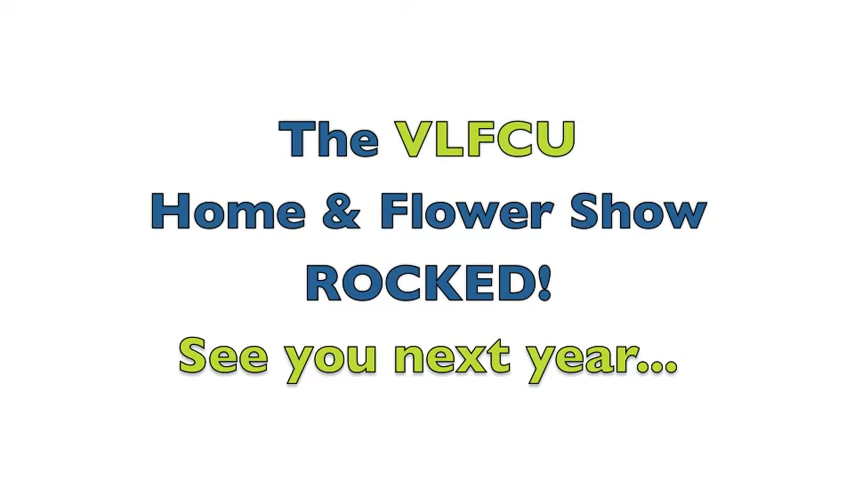 The VLFCU
Home & Flower Show
ROCKED!
See you next year...